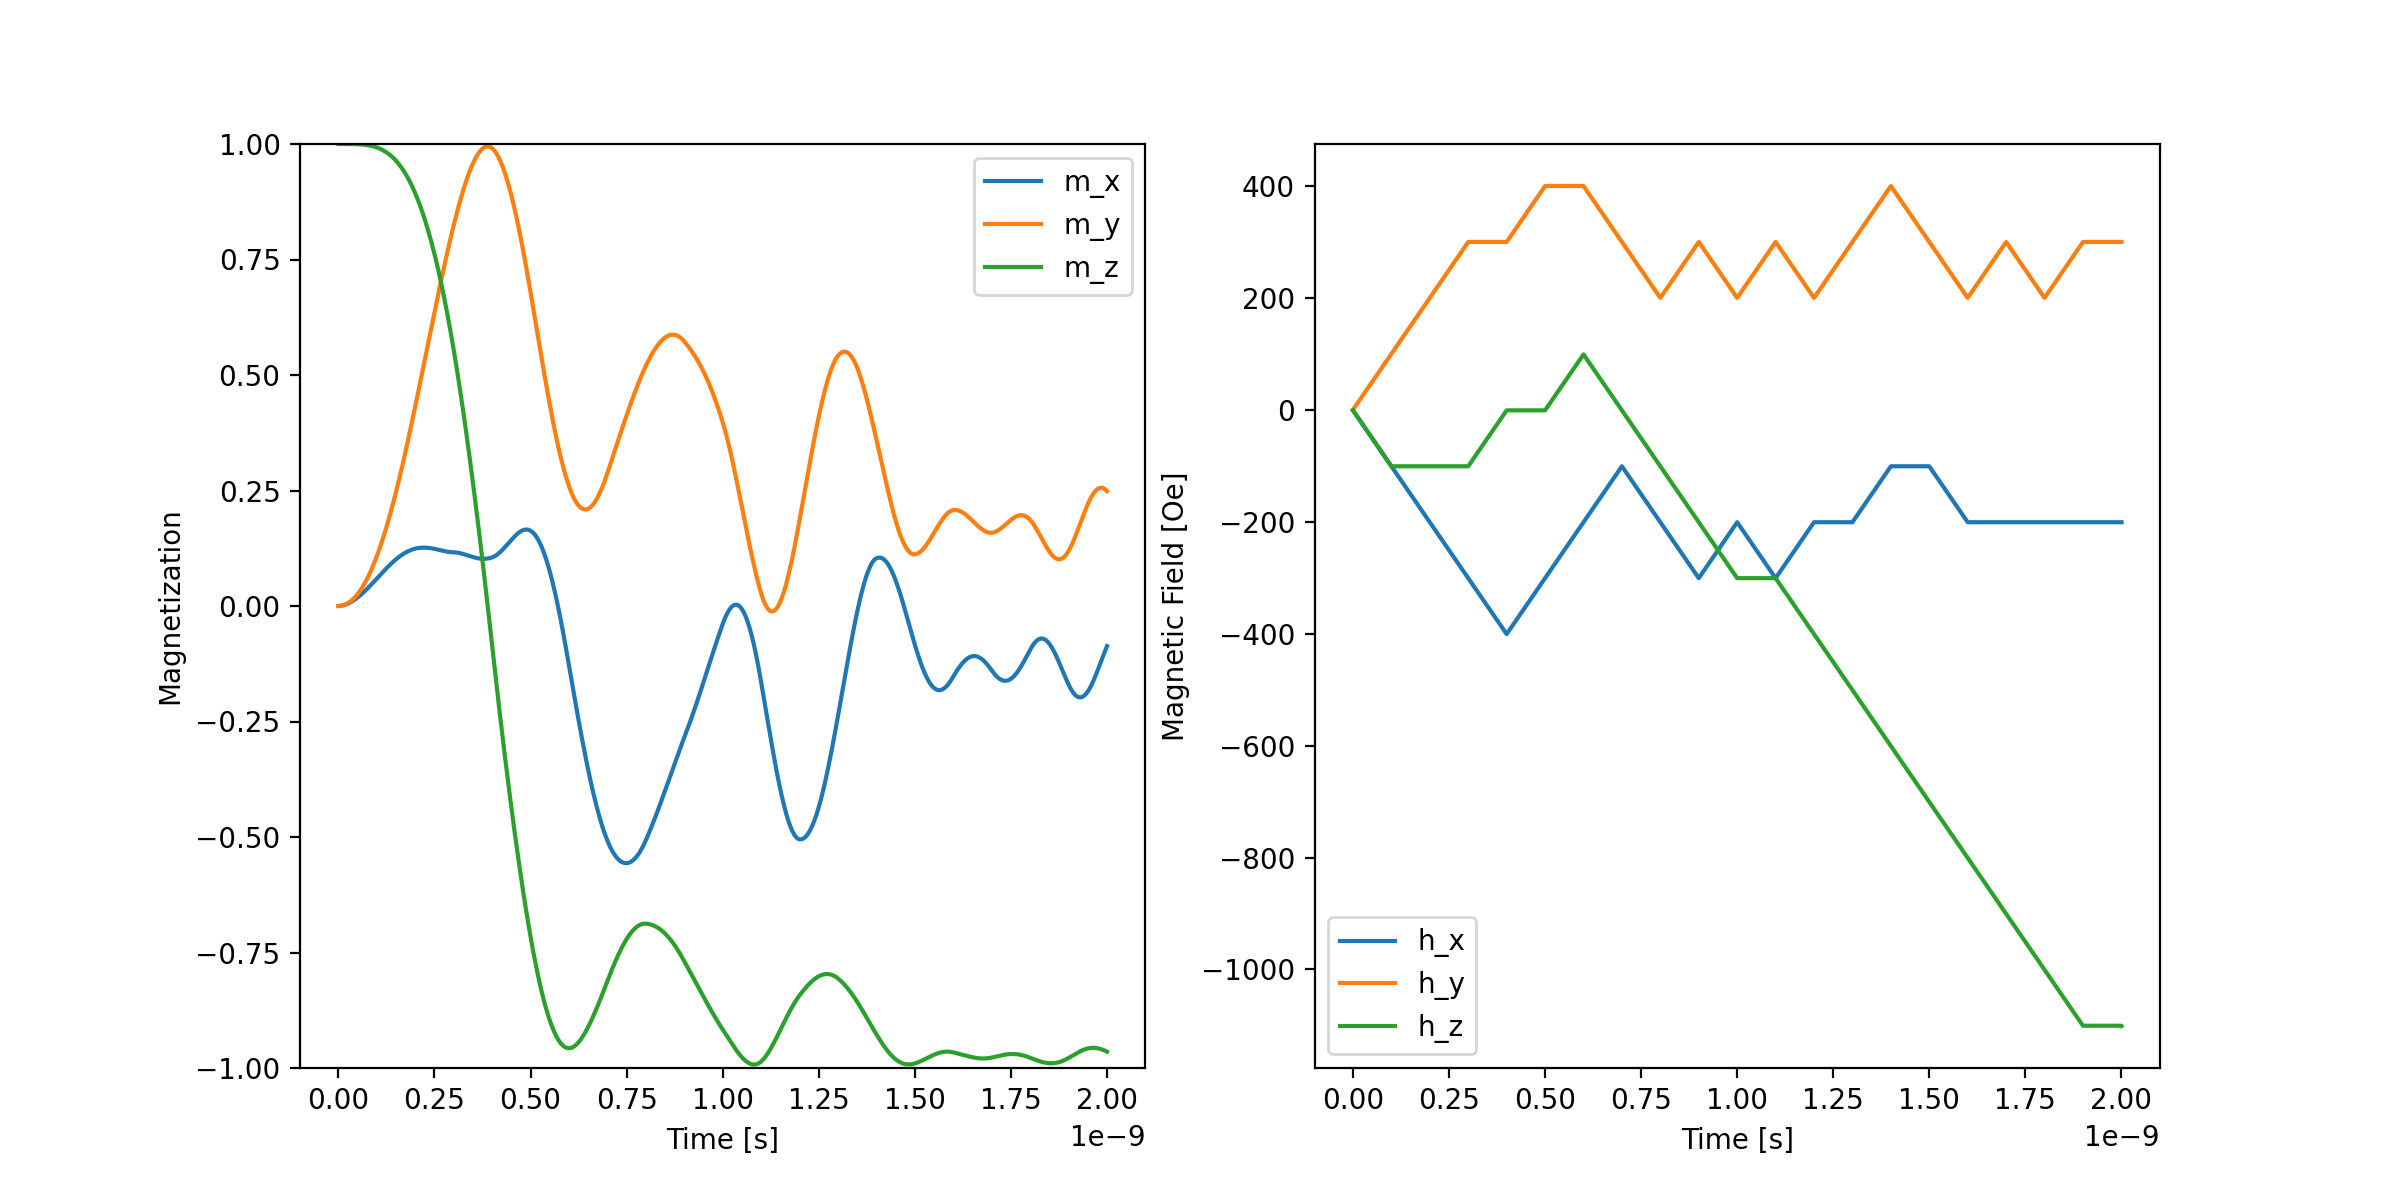 1.00
0.75
0.50
0.25
0.00
−0.25
−0.50
−0.75
−1.00
Magnetization
m_x
m_y
m_z
0.00 0.25 0.50 0.75 1.00 1.25 1.50 1.75 2.00
Time [s]
1e−9
400
200
0
−200
−400
−600
−800
−1000
Magnetic Field [Oe]
h_x
h_y
h_z
0.00 0.25 0.50 0.75 1.00 1.25 1.50 1.75 2.00
Time [s]
1e−9